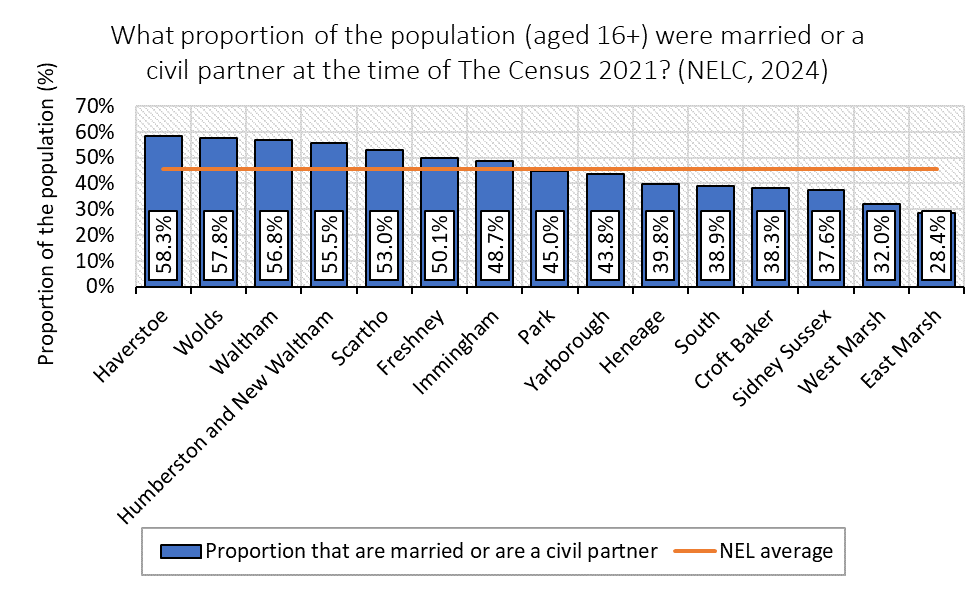 What proportion of the population (aged 16+) were married or a
civil partner at the time of The Census 2021? (NELC, 2024)
Proportion of the population (%)
70%
60%
50%
40%
30%
20%
10%
0%
58.3%
57.8%
56.8%
55.5%
53.0%
50.1%
48.7%
45.0%
43.8%
39.8%
38.9%
38.3%
37.6%
32.0%
28.4%
Haverstoe
Wolds
Waltham
Humberston and New Waltham
Scartho
Freshney
Immingham
Park
Yarborough
Heneage
South
Croft Baker
Sidney Sussex
West Marsh
East Marsh
Proportion that are married or are a civil partner
NEL average